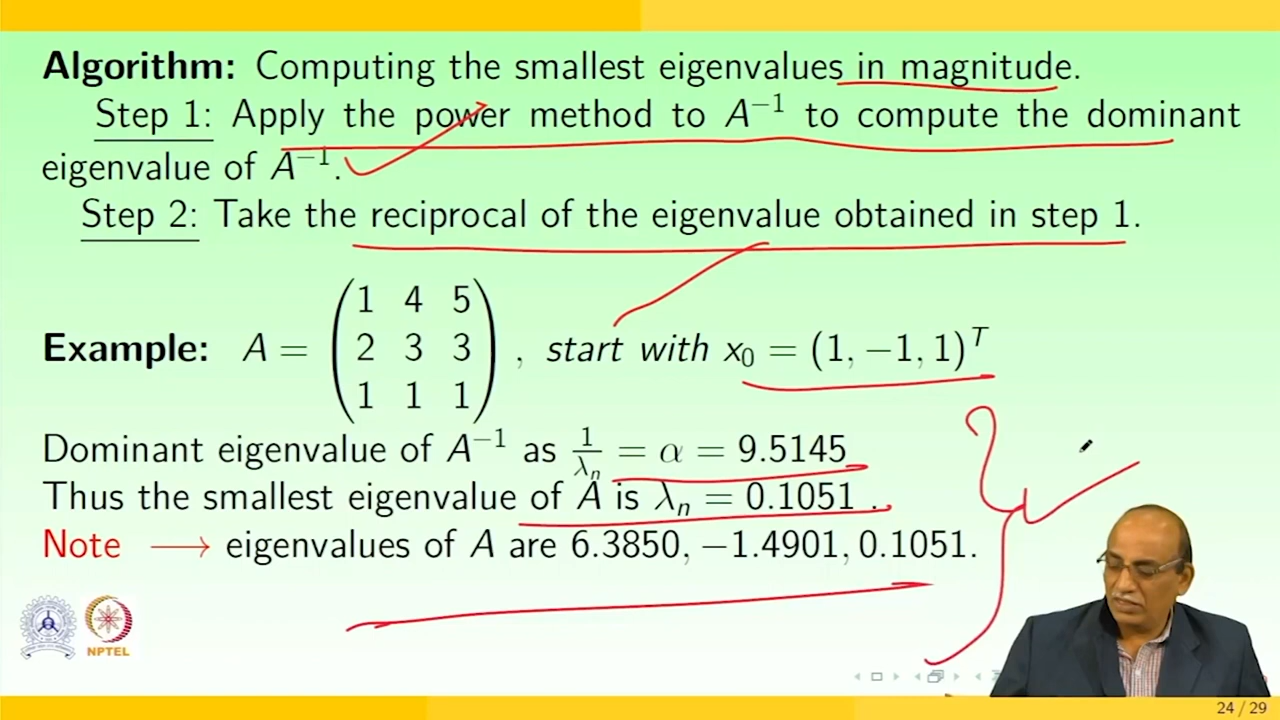 Algorithm: Computing the smallest eigenvalues in magnitude.
Step 1: Apply the power method to A⁻¹ to compute the dominant
eigenvalue of A⁻¹.
Step 2: Take the reciprocal of the eigenvalue obtained in step 1.
Example: A = (1 4 5
2 3 3
1 1 1), start with x₀ = (1, −1, 1)ᵀ
Dominant eigenvalue of A⁻¹ as 1/λₙ = α = 9.5145
Thus the smallest eigenvalue of A is λₙ = 0.1051 .
Note ⟶ eigenvalues of A are 6.3850, −1.4901, 0.1051.
NPTEL
24 / 29